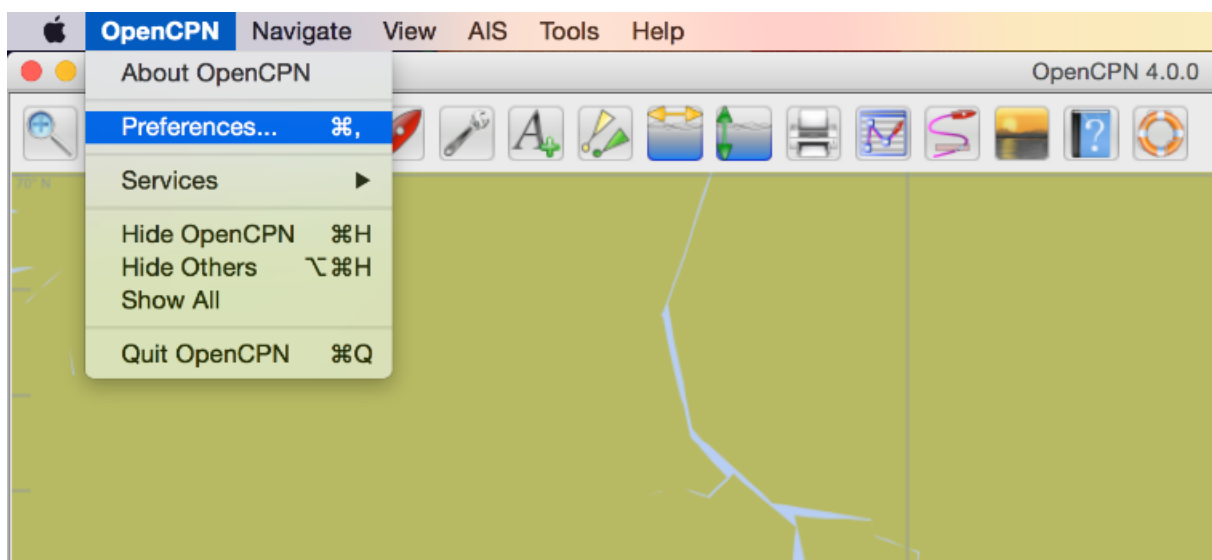 OpenCPN Navigate View AIS Tools Help
About OpenCPN
OpenCPN 4.0.0
Preferences... ⌘,
Services ▶
70° N
Hide OpenCPN ⌘H
Hide Others ⌥⌘H
Show All
Quit OpenCPN ⌘Q